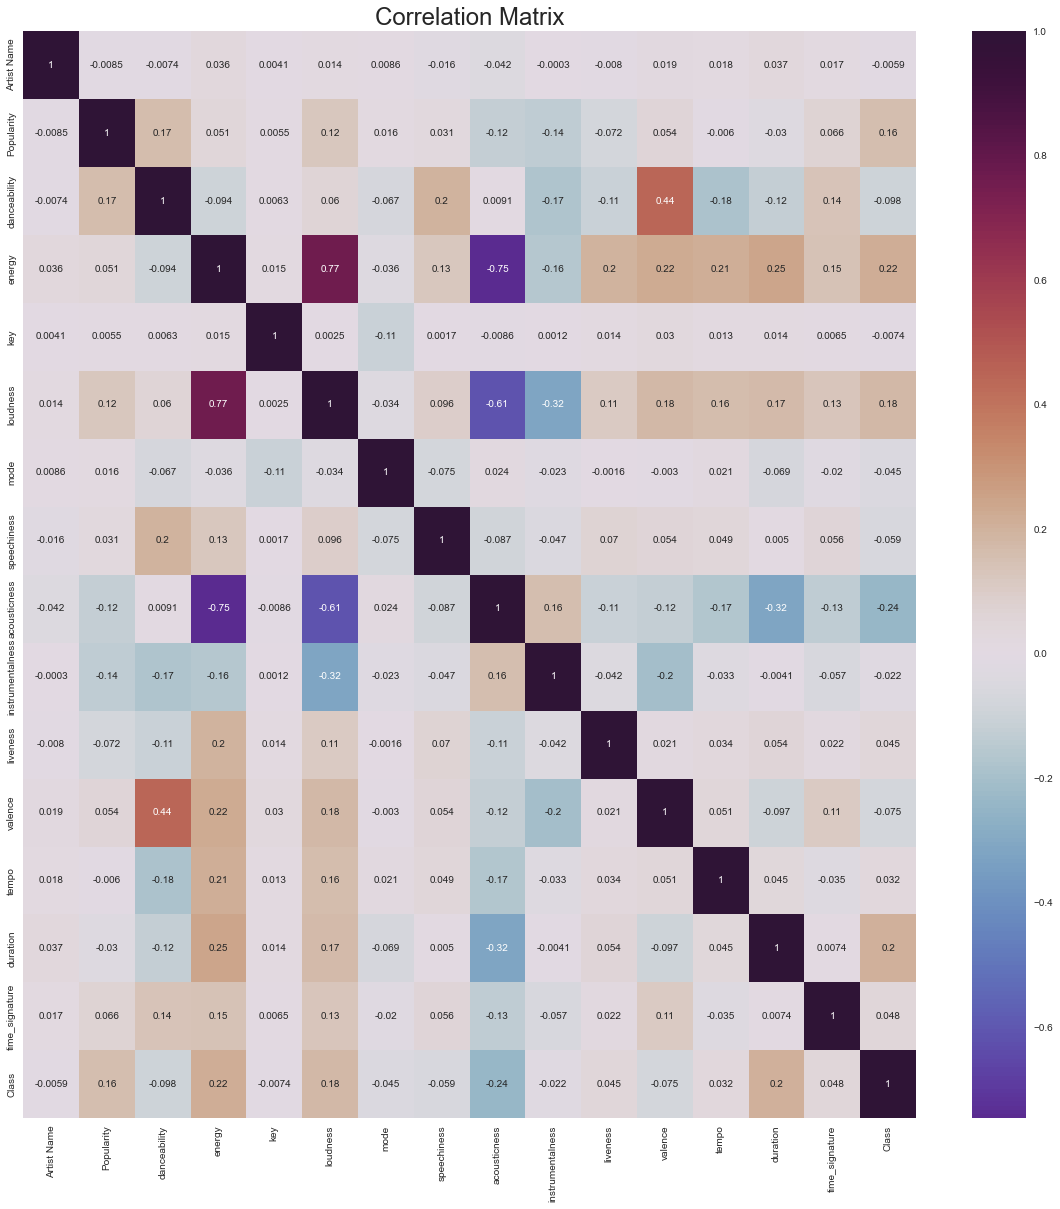 Correlation Matrix
Artist Name 1 -0.0085 -0.0074 0.036 0.0041 0.014 0.0086 -0.016 -0.042 -0.0003 -0.008 0.019 0.018 0.037 0.017 -0.0059
Popularity -0.0085 1 0.17 0.051 0.0055 0.12 0.016 0.031 -0.12 -0.14 -0.072 0.054 -0.006 -0.03 0.066 0.16
danceability -0.0074 0.17 1 -0.094 0.0063 0.06 -0.067 0.2 0.0091 -0.17 -0.11 0.44 -0.18 -0.12 0.14 -0.098
energy 0.036 0.051 -0.094 1 0.015 0.77 -0.036 0.13 -0.75 -0.16 0.2 0.22 0.21 0.25 0.15 0.22
key 0.0041 0.0055 0.0063 0.015 1 0.0025 -0.11 0.0017 -0.0086 0.0012 0.014 0.03 0.013 0.014 0.0065 -0.0074
loudness 0.014 0.12 0.06 0.77 0.0025 1 -0.034 0.096 -0.61 -0.32 0.11 0.18 0.16 0.17 0.13 0.18
mode 0.0086 0.016 -0.067 -0.036 -0.11 -0.034 1 -0.075 0.024 -0.023 -0.0016 -0.003 0.021 -0.069 -0.02 -0.045
speechiness -0.016 0.031 0.2 0.13 0.0017 0.096 -0.075 1 -0.087 -0.047 0.07 0.054 0.049 0.005 0.056 -0.059
acousticness -0.042 -0.12 0.0091 -0.75 -0.0086 -0.61 0.024 -0.087 1 0.16 -0.11 -0.12 -0.17 -0.32 -0.13 -0.24
instrumentalness -0.0003 -0.14 -0.17 -0.16 0.0012 -0.32 -0.023 -0.047 0.16 1 -0.042 -0.2 -0.033 -0.0041 -0.057 -0.022
liveness -0.008 -0.072 -0.11 0.2 0.014 0.11 -0.0016 0.07 -0.11 -0.042 1 0.021 0.034 0.054 0.022 0.045
valence 0.019 0.054 0.44 0.22 0.03 0.18 -0.003 0.054 -0.12 -0.2 0.021 1 0.051 -0.097 0.11 -0.075
tempo 0.018 -0.006 -0.18 0.21 0.013 0.16 0.021 0.049 -0.17 -0.033 0.034 0.051 1 0.045 -0.035 0.032
duration 0.037 -0.03 -0.12 0.25 0.014 0.17 -0.069 0.005 -0.32 -0.0041 0.054 -0.097 0.045 1 0.0074 0.2
time_signature 0.017 0.066 0.14 0.15 0.0065 0.13 -0.02 0.056 -0.13 -0.057 0.022 0.11 -0.035 0.0074 1 0.048
Class -0.0059 0.16 -0.098 0.22 -0.0074 0.18 -0.045 -0.059 -0.24 -0.022 0.045 -0.075 0.032 0.2 0.048 1
Artist Name Popularity danceability energy key loudness mode speechiness acousticness instrumentalness liveness valence tempo duration time_signature Class
1.0
0.8
0.6
0.4
0.2
0.0
−0.2
−0.4
−0.6